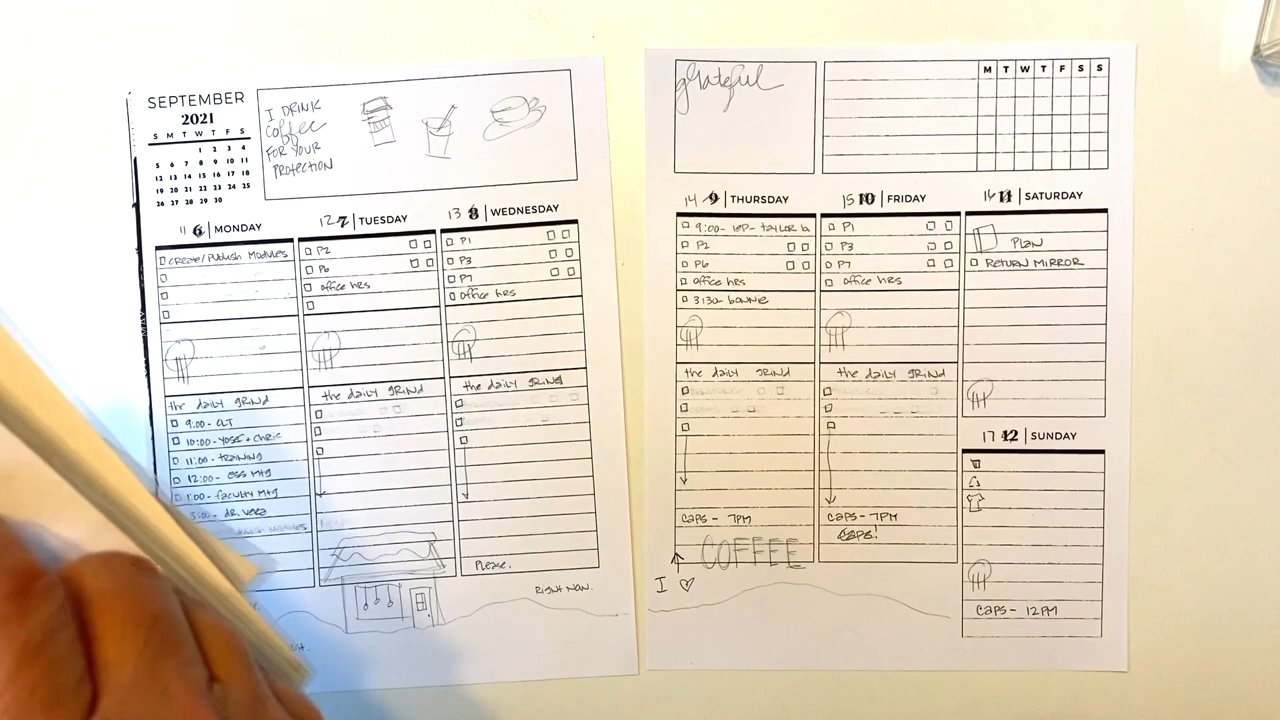 SEPTEMBER
2021
S M T W T F S
1 2 3 4
5 6 7 8 9 10 11
12 13 14 15 16 17 18
19 20 21 22 23 24 25
26 27 28 29 30
I DRINK
Coffee
FOR YOUR
PROTECTION
11 6 | MONDAY
create/publish modules
the daily grind
9:00 - CLT
10:00 - Yosef + Chris
11:00 - training
12:00 - ESS mtg
1:00 - faculty mtg
3:00 - dr. vera
12 7 | TUESDAY
P2
P6
office hrs
the daily grind
13 8 | WEDNESDAY
P1
P3
P7
office hrs
the daily grind
Please.
RIGHT NOW.
grateful
M T W T F S S
14 9 | THURSDAY
9:00 - IEP - Taylor b
P2
P6
office hrs
3:30 - bonnie
the daily grind
caps - 7PM
COFFEE
I
15 10 | FRIDAY
P1
P3
P7
office hrs
the daily grind
caps - 7PM
caps!
16 11 | SATURDAY
PLAN
RETURN MIRROR
17 12 | SUNDAY
caps - 12PM